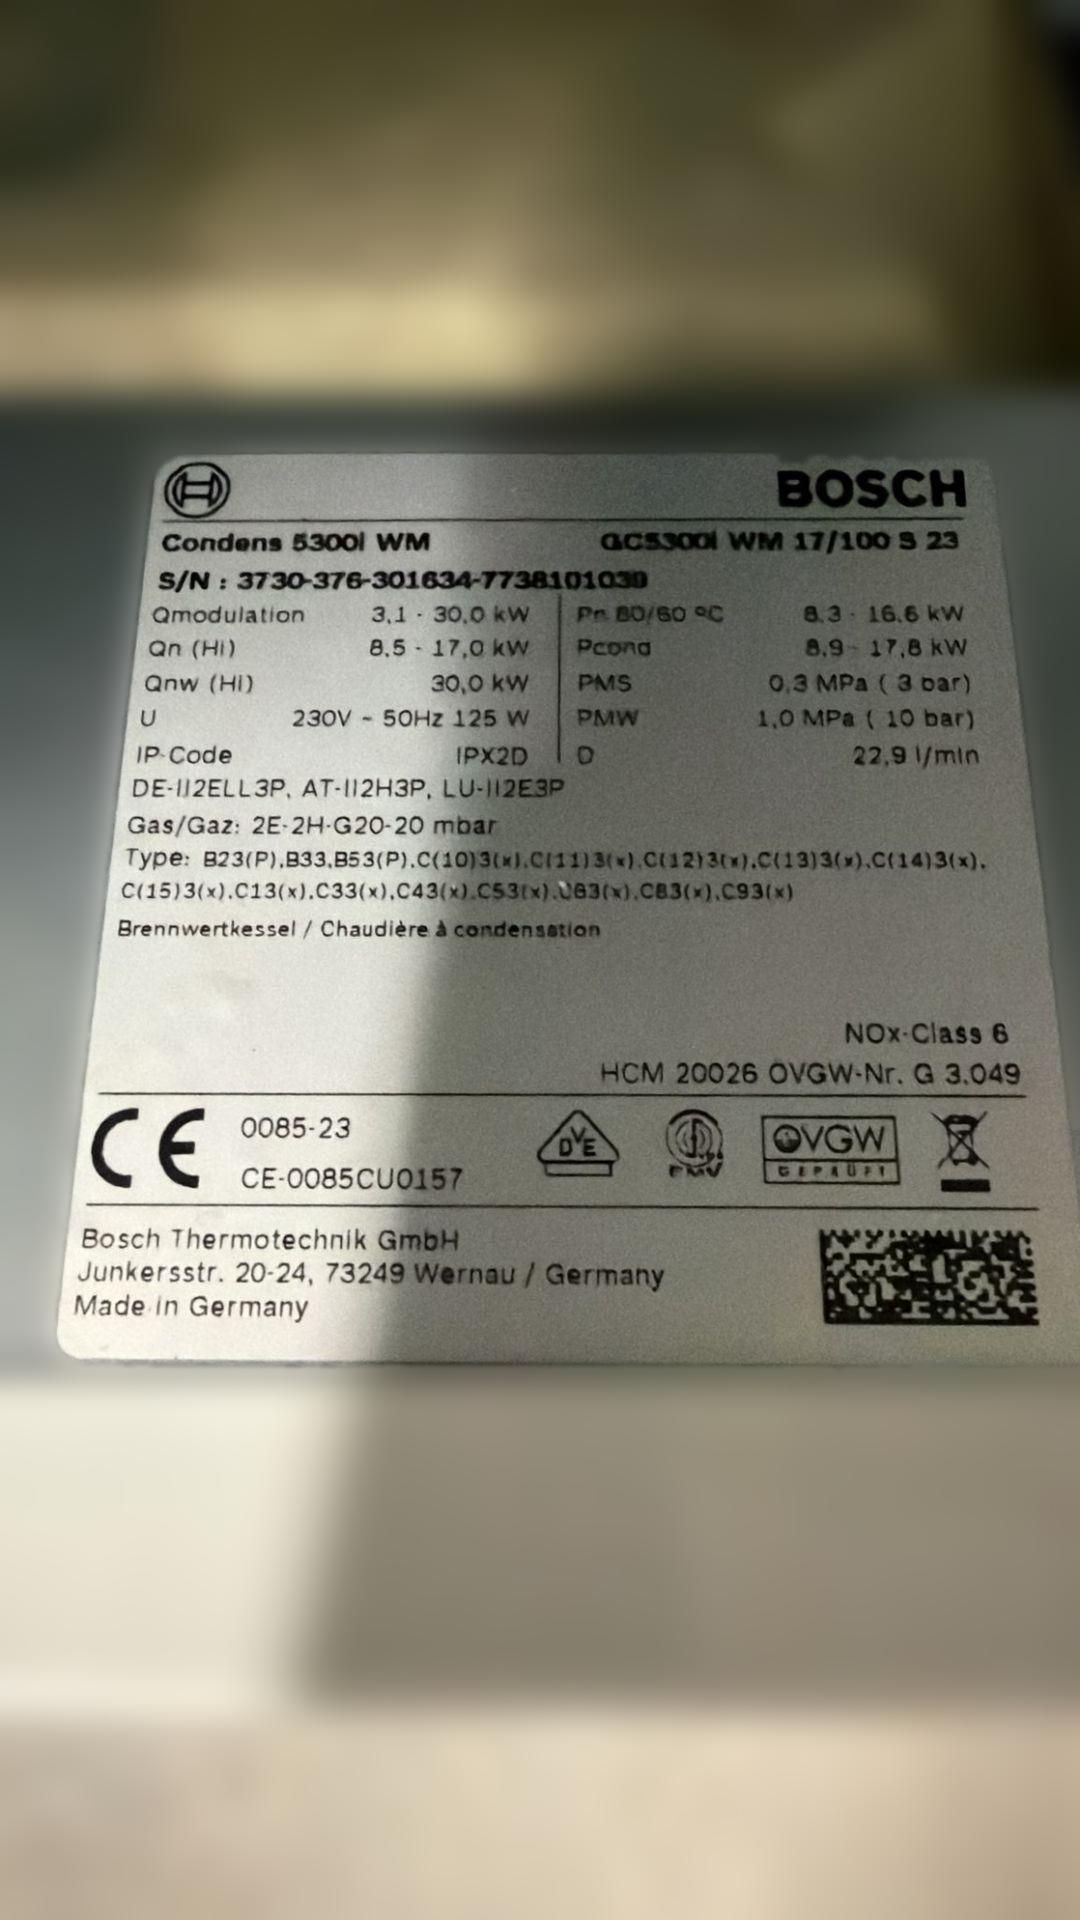 BOSCH
Condens 5300i WM GC5300i WM 17/100 S 23
S/N : 3730-376-301634-7738101030
Qmodulation 3,1 - 30,0 kW Pn 80/60 ºC 8,3 - 16,6 kW
Qn (Hi) 8,5 - 17,0 kW Pcond 8,9 - 17,8 kW
Qnw (Hi) 30,0 kW PMS 0,3 MPa ( 3 bar)
U 230V ~ 50Hz 125 W PMW 1,0 MPa ( 10 bar)
IP-Code IPX2D D 22,9 l/min
DE-II2ELL3P, AT-II2H3P, LU-II2E3P
Gas/Gaz: 2E-2H-G20-20 mbar
Type: B23(P),B33,B53(P),C(10)3(x),C(11)3(x),C(12)3(x),C(13)3(x),C(14)3(x),
C(15)3(x),C13(x),C33(x),C43(x),C53(x),C63(x),C83(x),C93(x)
Brennwertkessel / Chaudière à condensation
NOx-Class 6
HCM 20026 ÖVGW-Nr. G 3.049
CE 0085-23
CE-0085CU0157
DVE ÖVGW
GEPRÜFT
Bosch Thermotechnik GmbH
Junkersstr. 20-24, 73249 Wernau / Germany
Made in Germany